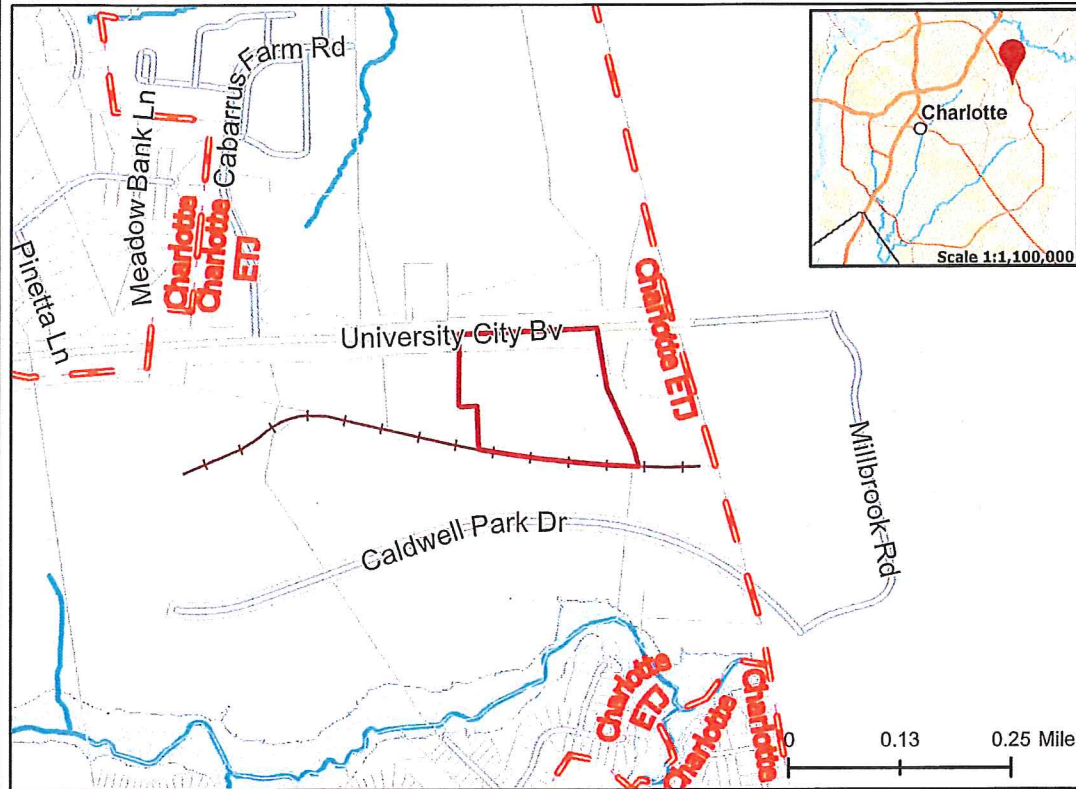 Cabarrus Farm Rd
Meadow Bank Ln
Charlotte
Charlotte
ETJ
Pinetta Ln
University City Bv
Charlotte ETJ
Millbrook Rd
Caldwell Park Dr
Charlotte
ETJ
Charlotte
Charlotte
0 0.13 0.25 Mile
Charlotte
Scale 1:1,100,000